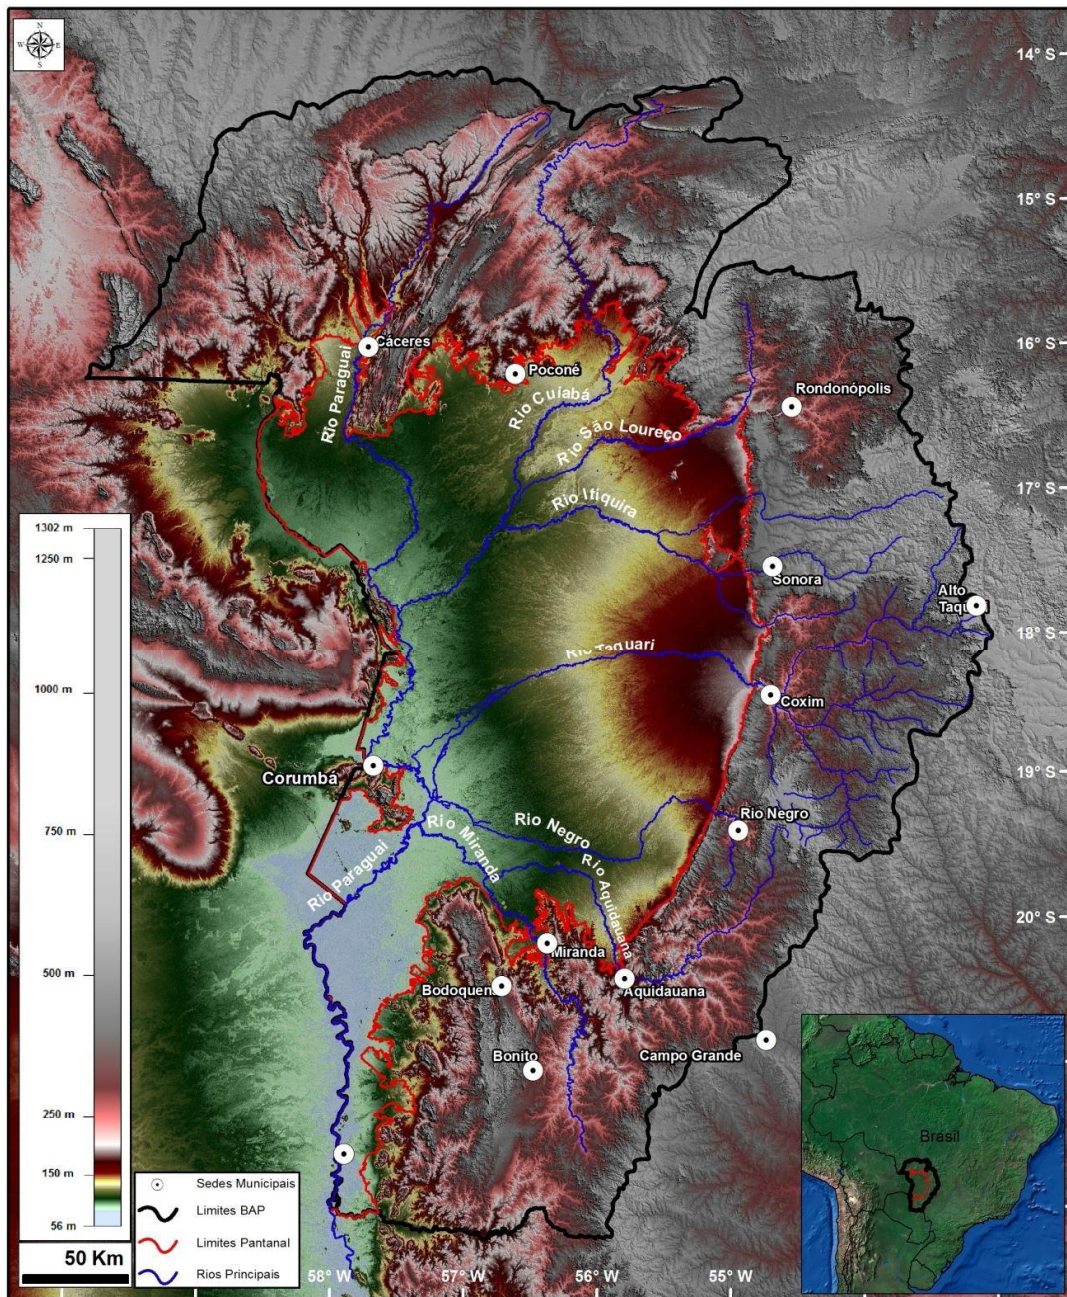 N
W
E
S
14° S
15° S
16° S
Cáceres
Rio Paraguai
Poconé
Rio Cuíabá
Rondonópolis
Rio São Loureço
17° S
Rio Itiquira
1302 m
1250 m
Sonora
Alto
18° S
Rio Taquari
1000 m
Coxim
19° S
Corumbá
750 m
Rio Negro
Rio Negro
Rio Miranda
Rio Aquidauana
Rio Paraguai
20° S
Miranda
500 m
Aquidauana
Campo Grande
Bonito
250 m
Brasil
150 m
56 m
Sedes Municipais
Limites BAP
Limites Pantanal
Rios Principais
50 Km
58° W
57° W
56° W
55° W